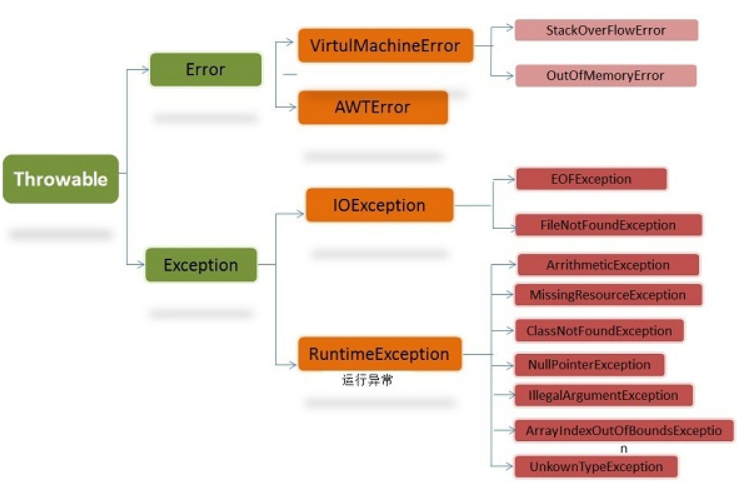 Throwable
Error
VirtulMachineError
StackOverFlowError
OutOfMemoryError
AWTError
Exception
IOException
EOFException
FileNotFoundException
RuntimeException
运行异常
ArrithmeticException
MissingResourceException
ClassNotFoundException
NullPointerException
IllegalArgumentException
ArrayIndexOutOfBoundsExceptio
n
UnkownTypeException